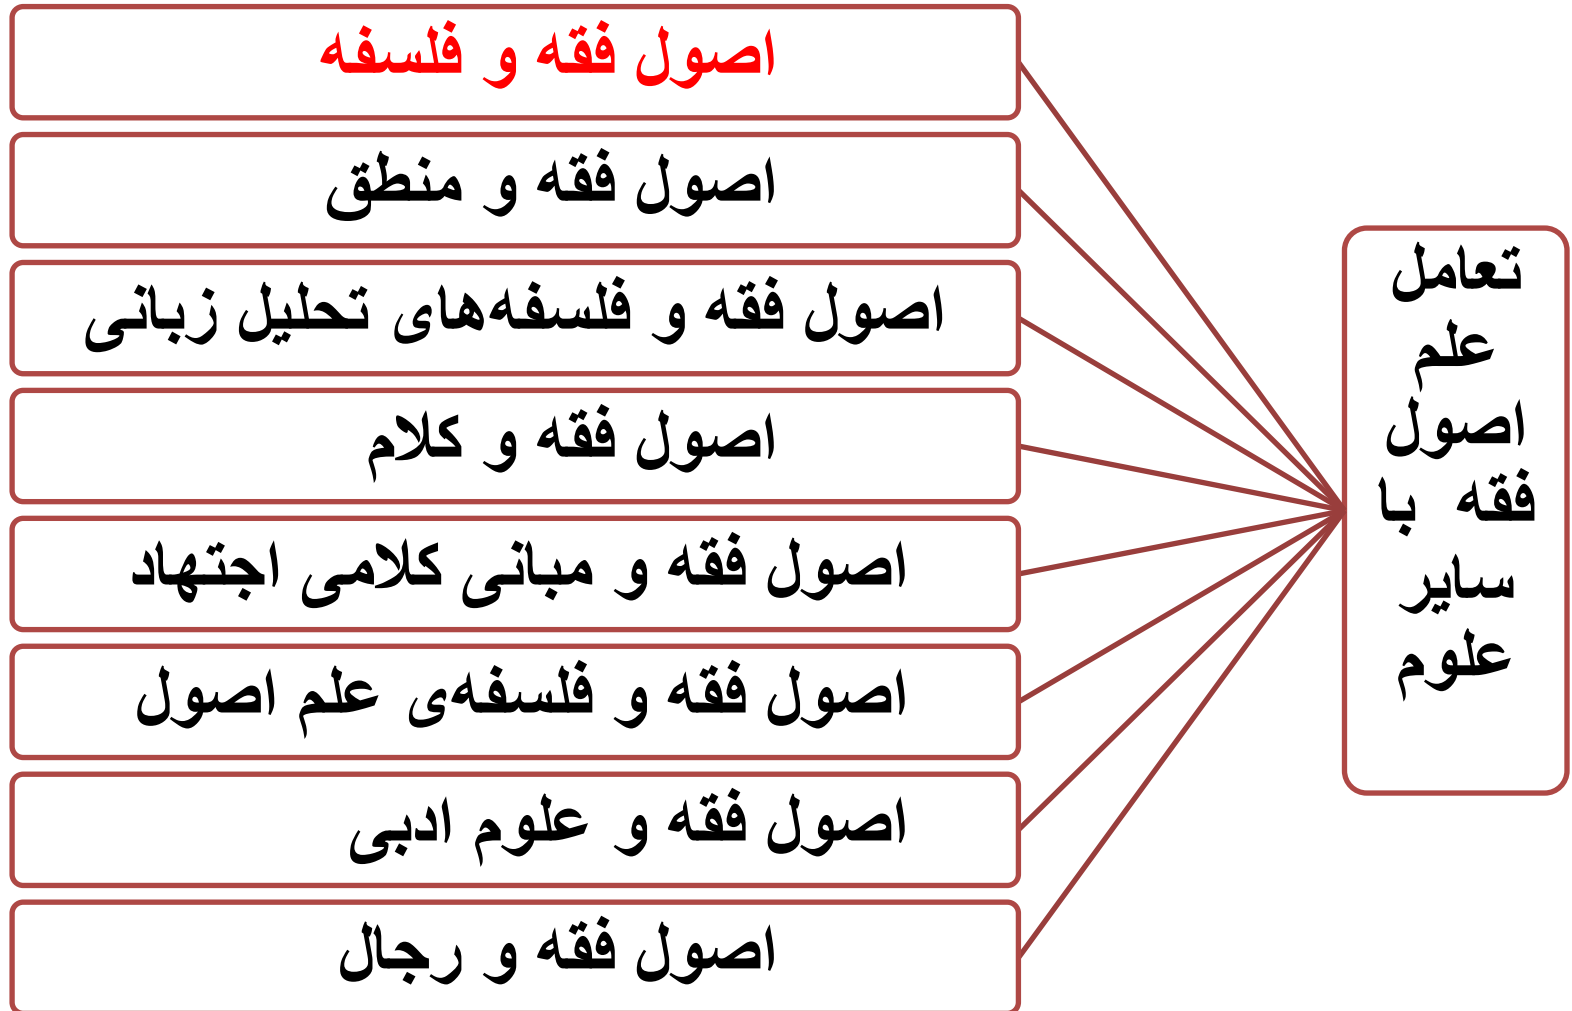 تعامل
علم
اصول
فقه با
سایر
علوم
اصول فقه و فلسفه
اصول فقه و منطق
اصول فقه و فلسفه‌های تحلیل زبانی
اصول فقه و کلام
اصول فقه و مبانی کلامی اجتهاد
اصول فقه و فلسفه‌ی علم اصول
اصول فقه و علوم ادبی
اصول فقه و رجال